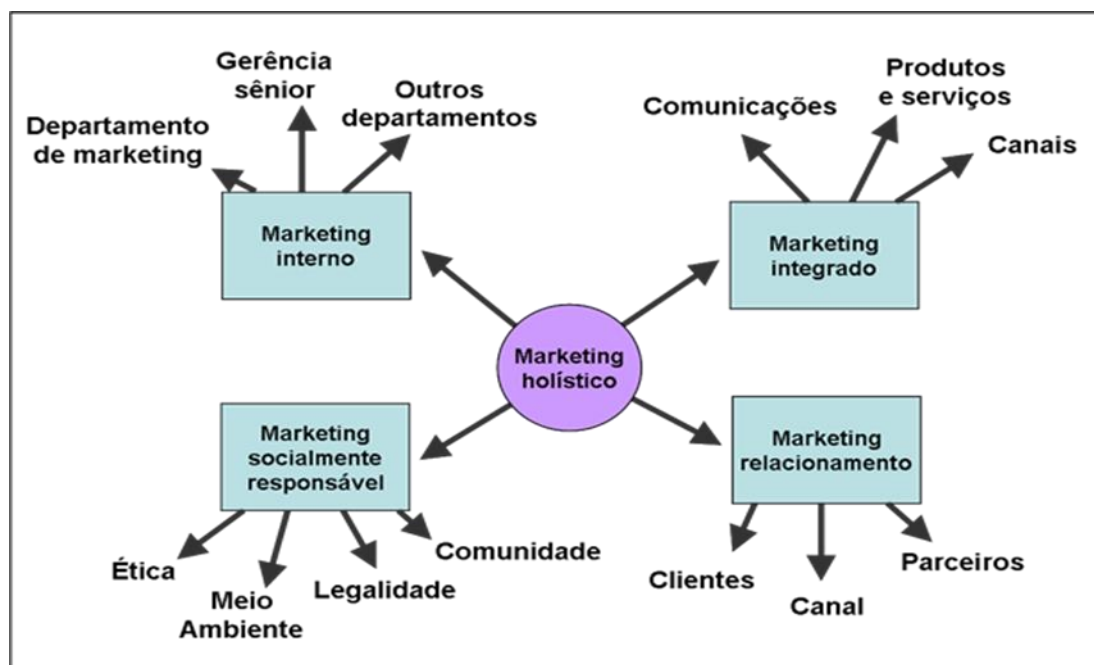 Gerência
sênior
Outros
departamentos
Departamento
de marketing
Marketing
interno
Comunicações
Produtos
e serviços
Canais
Marketing
integrado
Marketing
holístico
Marketing
socialmente
responsável
Ética
Meio
Ambiente
Legalidade
Comunidade
Marketing
relacionamento
Clientes
Canal
Parceiros